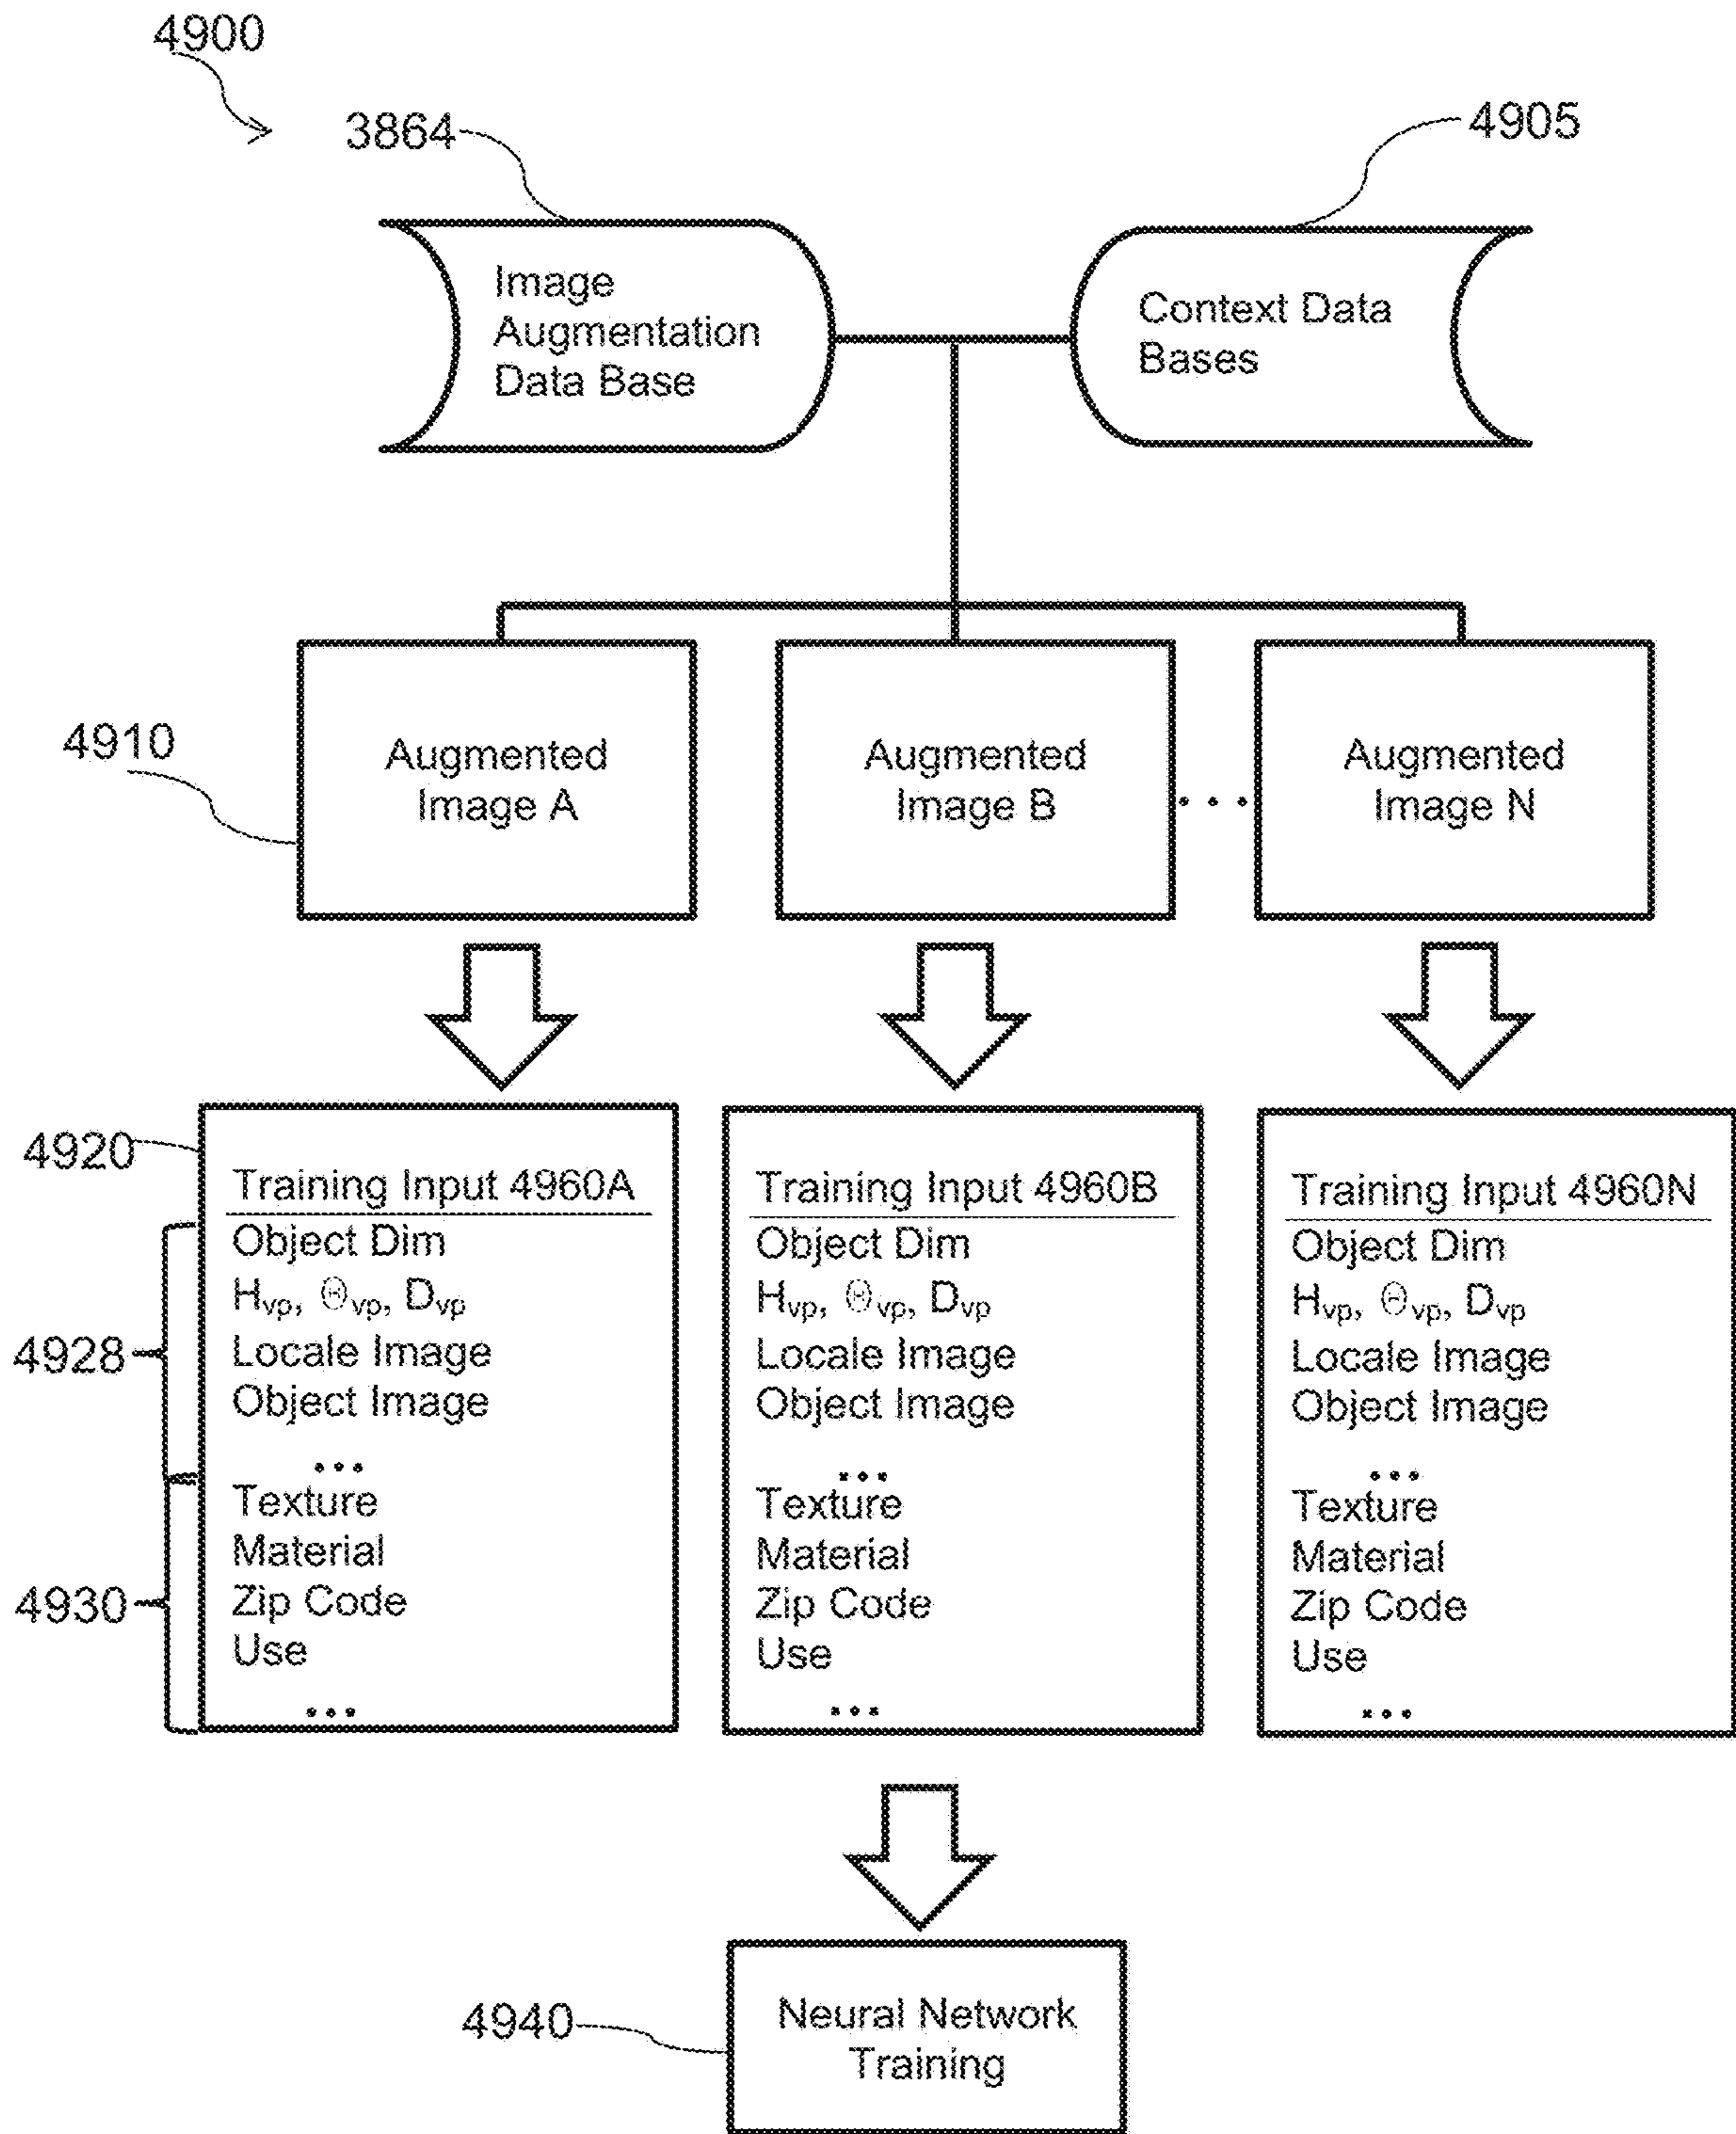 4900
3864
4905
Image
Augmentation
Data Base
Context Data
Bases
4910
Augmented
Image A
Augmented
Image B
...
Augmented
Image N
4920
Training Input 4960A
Object Dim
Hvp, Θvp, Dvp
Locale Image
Object Image
...
Texture
Material
Zip Code
Use
...
4928
4930
Training Input 4960B
Object Dim
Hvp, Θvp, Dvp
Locale Image
Object Image
...
Texture
Material
Zip Code
Use
...
Training Input 4960N
Object Dim
Hvp, Θvp, Dvp
Locale Image
Object Image
...
Texture
Material
Zip Code
Use
...
4940
Neural Network
Training